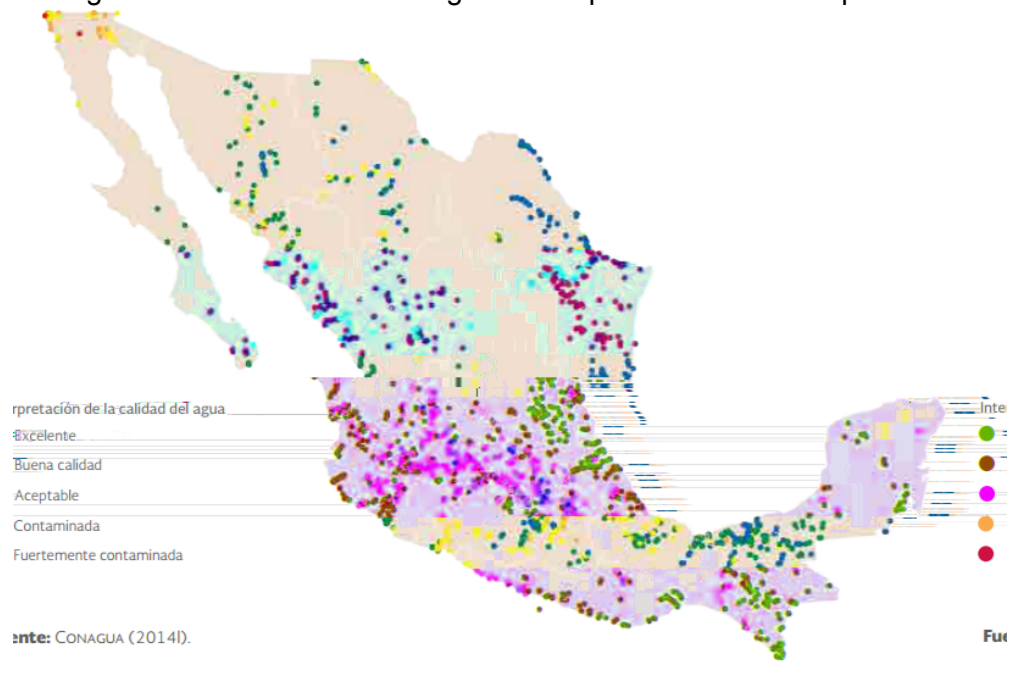 rpretación de la calidad del agua
Inte
Excelente
Buena calidad
Aceptable
Contaminada
Fuertemente contaminada
ente: CONAGUA (2014l).
Fue